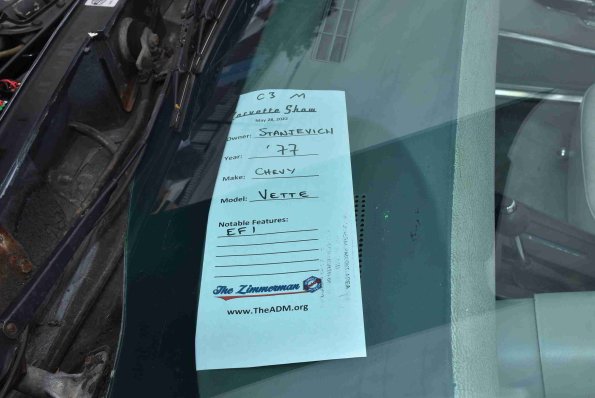 C3 M
Corvette Show
May 28, 2022
Owner: STANIEVICH
Year: '77
Make: CHEVY
Model: VETTE
Notable Features:
EFI
The Zimmerman
www.TheADM.org